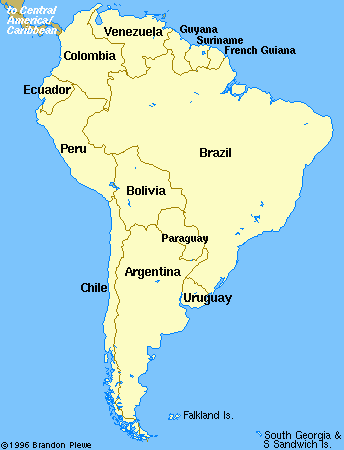 to Central
America/
Caribbean
Venezuela
Guyana
Suriname
French Guiana
Colombia
Ecuador
Peru
Brazil
Bolivia
Paraguay
Argentina
Chile
Uruguay
Falkland Is.
South Georgia &
S Sandwich Is.
©1996 Brandon Plewe